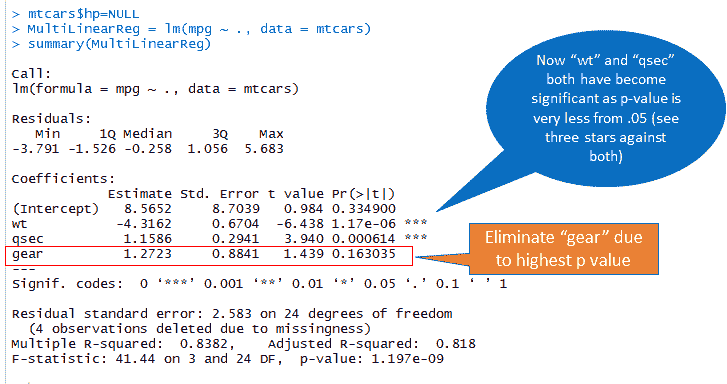 > mtcars$hp=NULL
> MultiLinearReg = lm(mpg ~ ., data = mtcars)
> summary(MultiLinearReg)
Call:
lm(formula = mpg ~ ., data = mtcars)
Residuals:
Min 1Q Median 3Q Max
-3.791 -1.526 -0.258 1.056 5.683
Coefficients:
Estimate Std. Error t value Pr(>|t|)
(Intercept) 8.5652 8.7039 0.984 0.334900
wt -4.3162 0.6704 -6.438 1.17e-06 ***
qsec 1.1586 0.2941 3.940 0.000614 ***
gear 1.2723 0.8841 1.439 0.163035
---
Signif. codes: 0 ‘***’ 0.001 ‘**’ 0.01 ‘*’ 0.05 ‘.’ 0.1 ‘ ’ 1
Residual standard error: 2.583 on 24 degrees of freedom
(4 observations deleted due to missingness)
Multiple R-squared: 0.8382, Adjusted R-squared: 0.818
F-statistic: 41.44 on 3 and 24 DF, p-value: 1.197e-09
Now “wt” and “qsec”
both have become
significant as p-value is
very less from .05 (see
three stars against
both)
Eliminate “gear” due
to highest p value